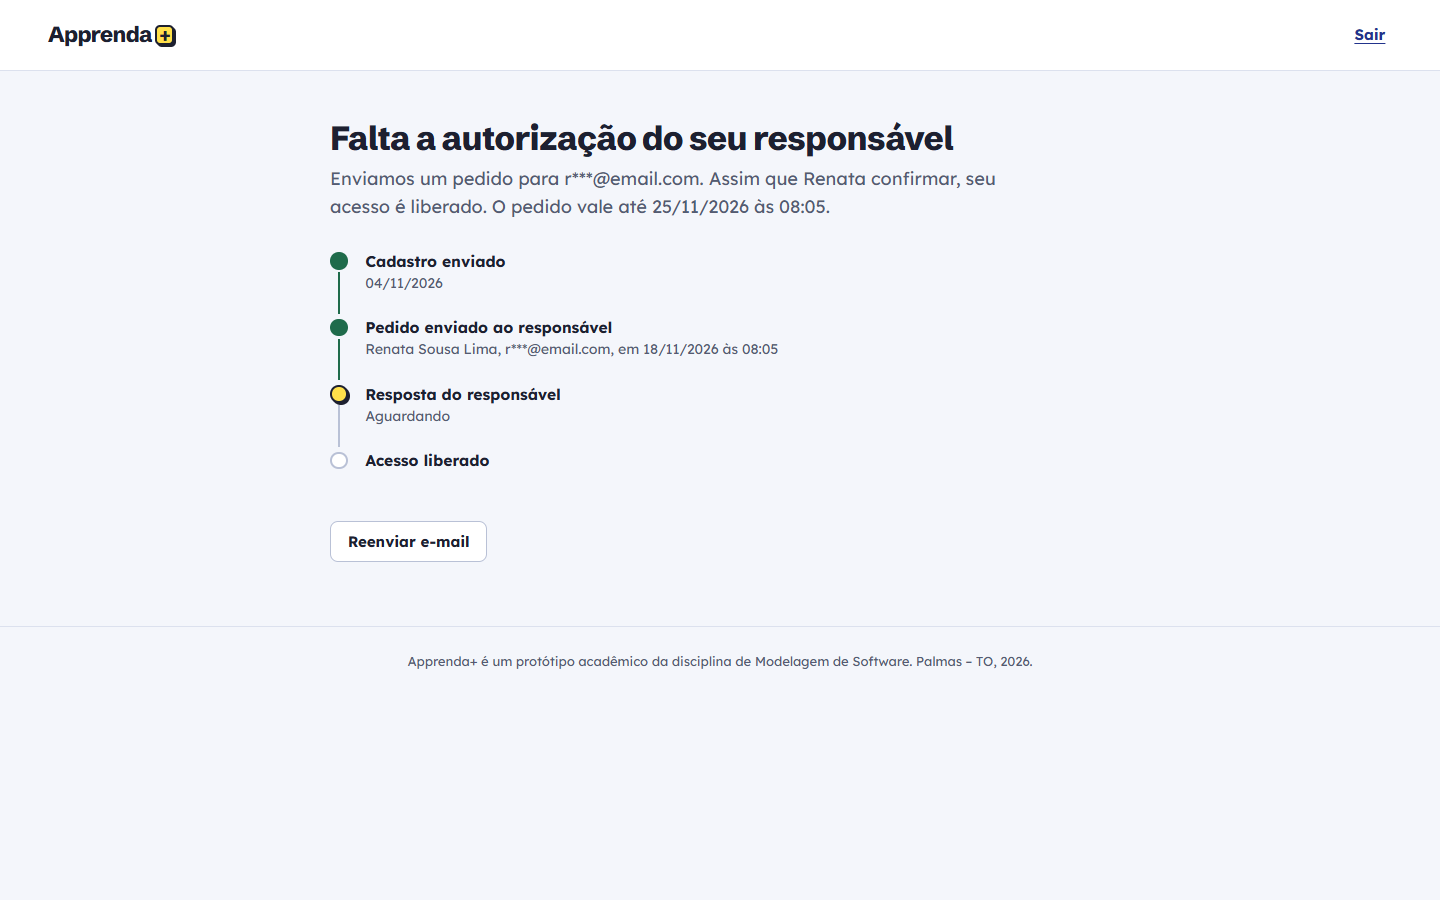 Apprenda+
Sair
Falta a autorização do seu responsável
Enviamos um pedido para r***@email.com. Assim que Renata confirmar, seu
acesso é liberado. O pedido vale até 25/11/2026 às 08:05.
Cadastro enviado
04/11/2026
Pedido enviado ao responsável
Renata Sousa Lima, r***@email.com, em 18/11/2026 às 08:05
Resposta do responsável
Aguardando
Acesso liberado
Reenviar e-mail
Apprenda+ é um protótipo acadêmico da disciplina de Modelagem de Software. Palmas – TO, 2026.